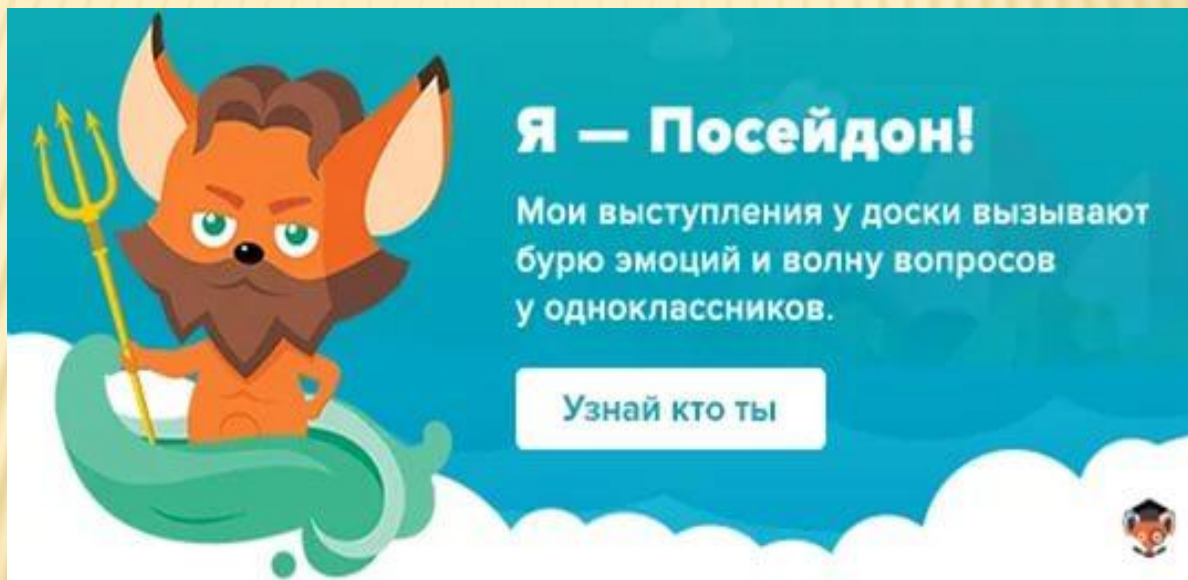 Я — Посейдон!
Мои выступления у доски вызывают
бурю эмоций и волну вопросов
у одноклассников.
Узнай кто ты